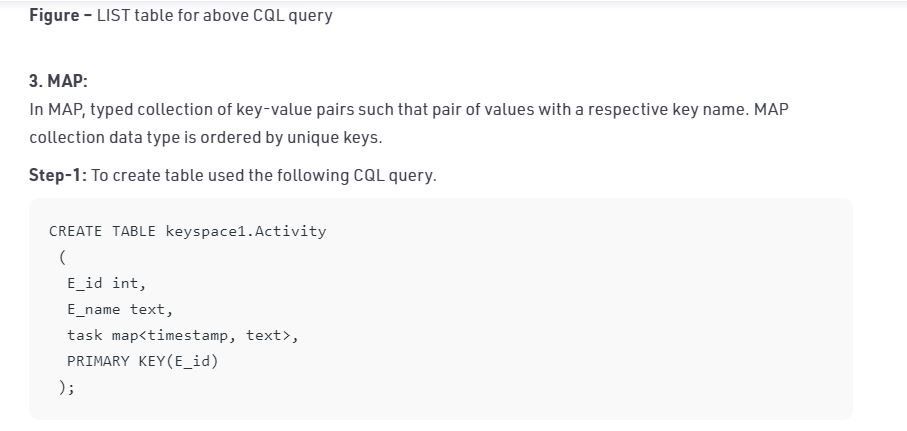 Figure – LIST table for above CQL query
3. MAP:
In MAP, typed collection of key-value pairs such that pair of values with a respective key name. MAP
collection data type is ordered by unique keys.
Step-1: To create table used the following CQL query.
CREATE TABLE keyspace1.Activity
(
E_id int,
E_name text,
task map<timestamp, text>,
PRIMARY KEY(E_id)
);